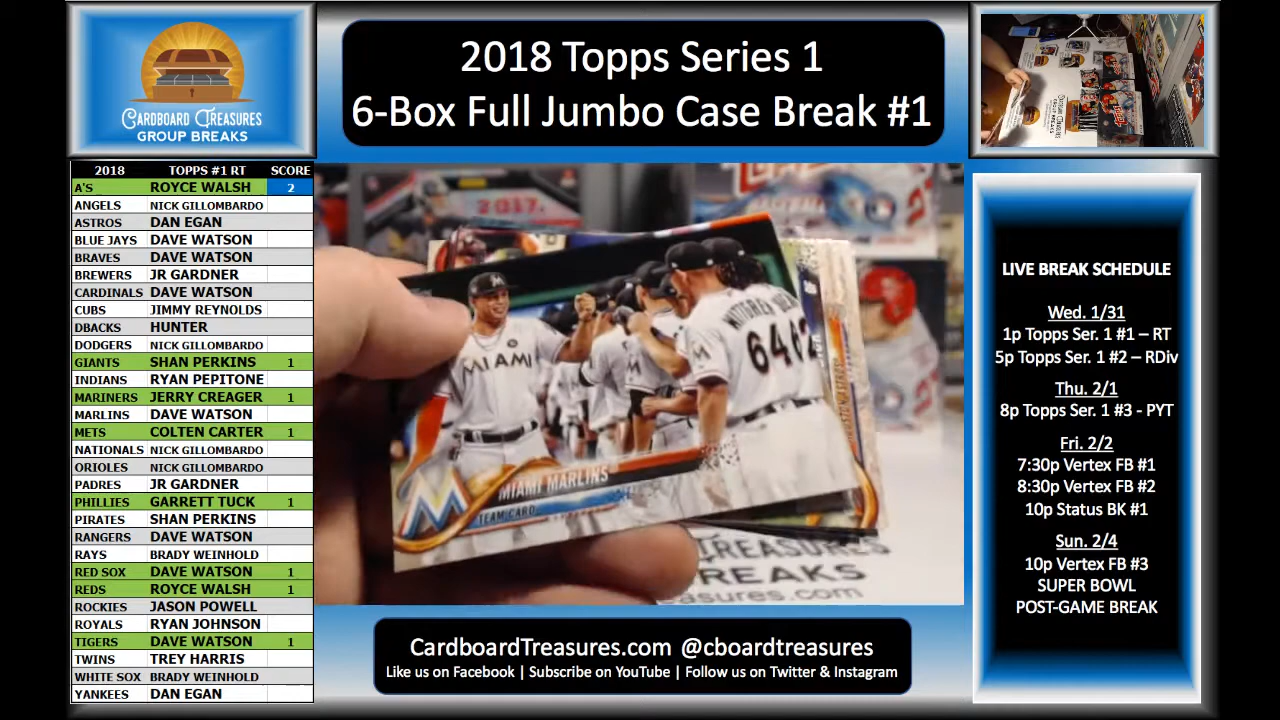 CARDBOARD TREASURES
GROUP BREAKS
2018 Topps Series 1
6-Box Full Jumbo Case Break #1
2018 TOPPS #1 RT SCORE
A'S ROYCE WALSH 2
ANGELS NICK GILLOMBARDO
ASTROS DAN EGAN
BLUE JAYS DAVE WATSON
BRAVES DAVE WATSON
BREWERS JR GARDNER
CARDINALS DAVE WATSON
CUBS JIMMY REYNOLDS
DBACKS HUNTER
DODGERS NICK GILLOMBARDO
GIANTS SHAN PERKINS 1
INDIANS RYAN PEPITONE
MARINERS JERRY CREAGER 1
MARLINS DAVE WATSON
METS COLTEN CARTER 1
NATIONALS NICK GILLOMBARDO
ORIOLES NICK GILLOMBARDO
PADRES JR GARDNER
PHILLIES GARRETT TUCK 1
PIRATES SHAN PERKINS
RANGERS DAVE WATSON
RAYS BRADY WEINHOLD
RED SOX DAVE WATSON 1
REDS ROYCE WALSH 1
ROCKIES JASON POWELL
ROYALS RYAN JOHNSON
TIGERS DAVE WATSON 1
TWINS TREY HARRIS
WHITE SOX BRADY WEINHOLD
YANKEES DAN EGAN
2017
MIAMI
64 62
M
MIAMI MARLINS
TEAM CARD
TREASURES
BREAKS
easures.com
LIVE BREAK SCHEDULE
Wed. 1/31
1p Topps Ser. 1 #1 – RT
5p Topps Ser. 1 #2 – RDiv
Thu. 2/1
8p Topps Ser. 1 #3 - PYT
Fri. 2/2
7:30p Vertex FB #1
8:30p Vertex FB #2
10p Status BK #1
Sun. 2/4
10p Vertex FB #3
SUPER BOWL
POST-GAME BREAK
CardboardTreasures.com @cboardtreasures
Like us on Facebook | Subscribe on YouTube | Follow us on Twitter & Instagram